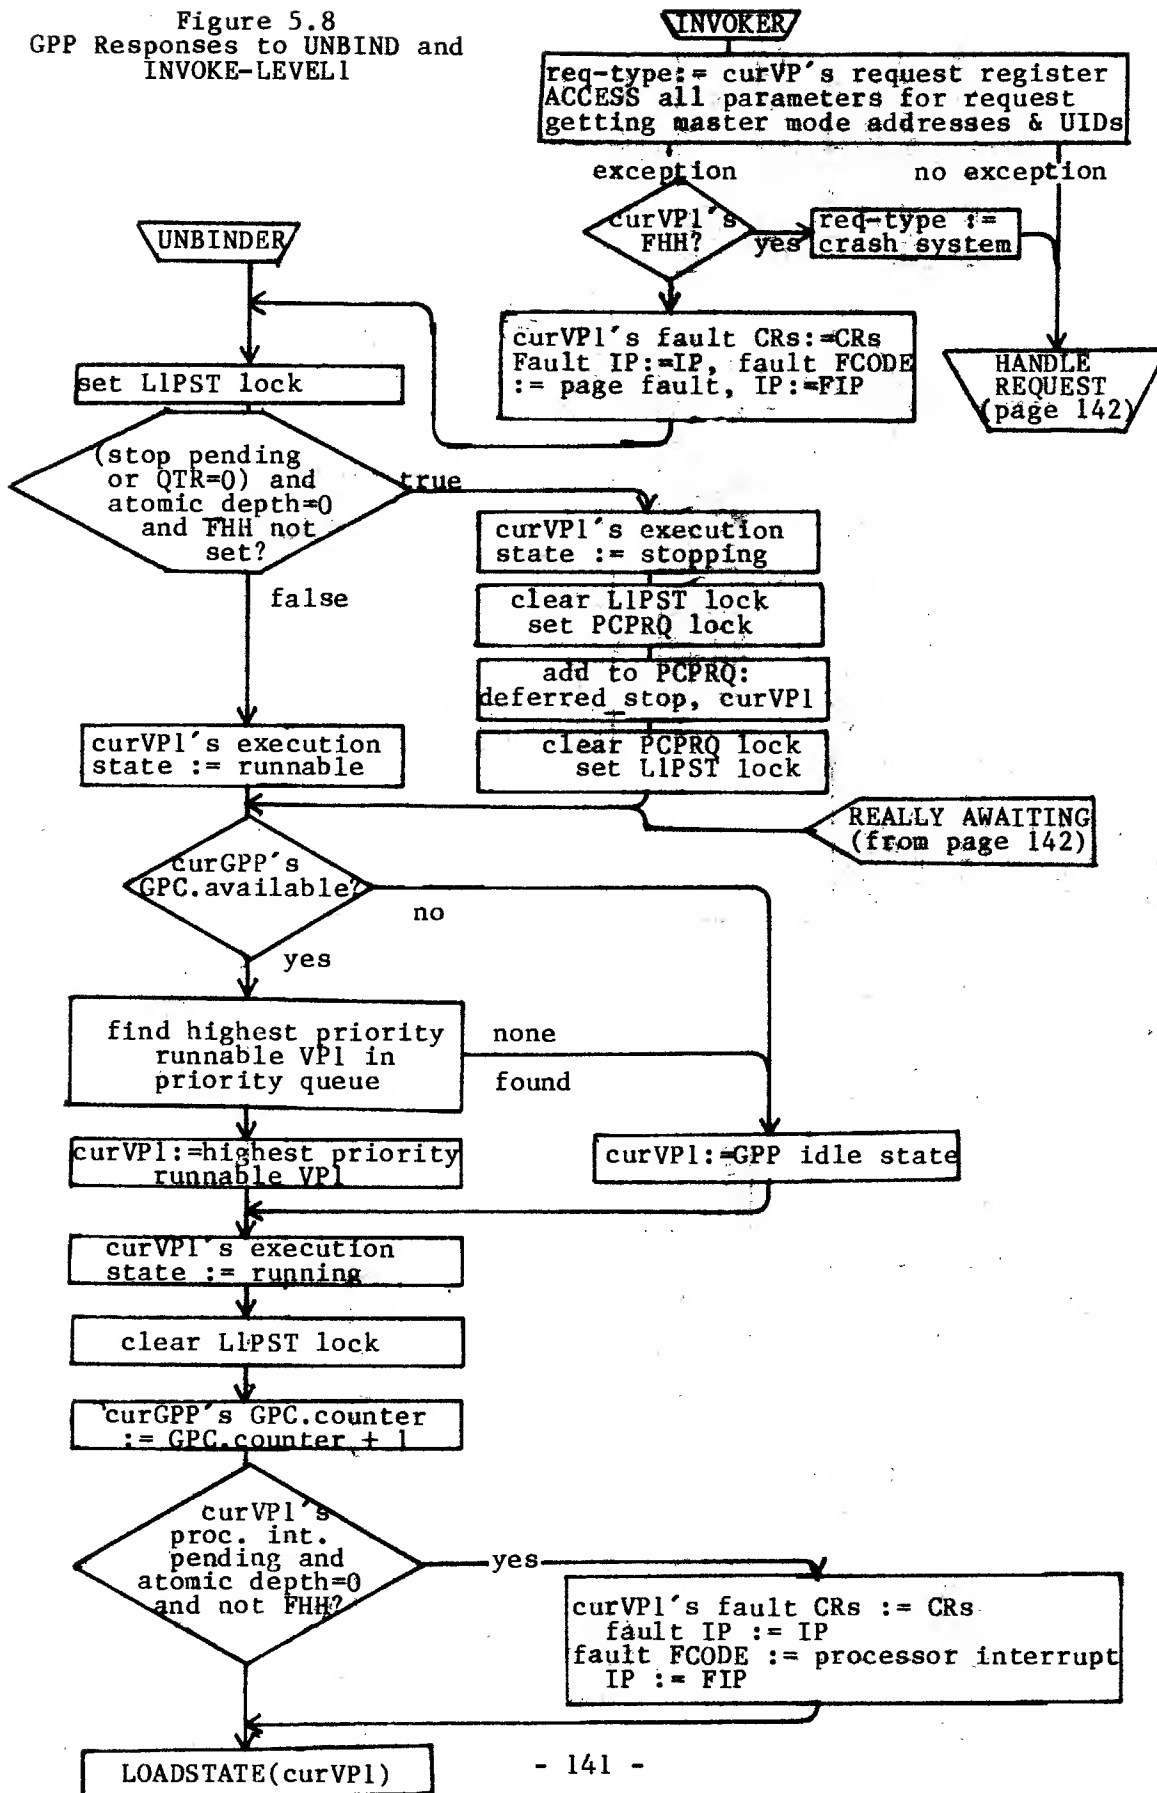 Figure 5.8
GPP Responses to UNBIND and
INVOKE-LEVEL1
INVOKER
req-type:= curVP's request register
ACCESS all parameters for request
getting master mode addresses & UIDs
exception
no exception
curVP1's
FHH?
yes
req-type :=
crash system
UNBINDER
curVP1's fault CRs:=CRs
Fault IP:=IP, fault FCODE
:= page fault, IP:=FIP
HANDLE
REQUEST
(page 142)
set L1PST lock
(stop pending
or QTR=0) and
atomic depth=0
and FHH not
set?
true
false
curVP1's execution
state := stopping
clear L1PST lock
set PCPRQ lock
add to PCPRQ:
deferred_stop, curVP1
clear PCPRQ lock
set L1PST lock
curVP1's execution
state := runnable
REALLY AWAITING
(from page 142)
curGPP's
GPC.available?
no
yes
find highest priority
runnable VP1 in
priority queue
none
found
curVP1:=highest priority
runnable VP1
curVP1:=GPP idle state
curVP1's execution
state := running
clear L1PST lock
curGPP's GPC.counter
:= GPC.counter + 1
curVP1's
proc. int.
pending and
atomic depth=0
and not FHH?
yes
curVP1's fault CRs := CRs
fault IP := IP
fault FCODE := processor interrupt
IP := FIP
LOADSTATE(curVP1)
- 141 -